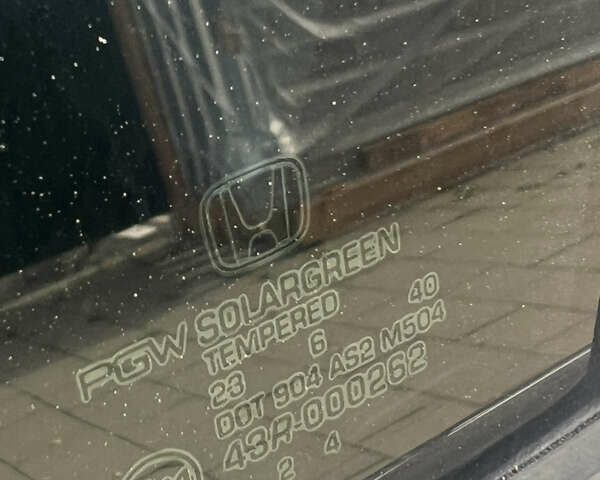 PGW SOLARGREEN
TEMPERED
23 6 40
DOT 904 AS2 M504
43R-000262
2 4